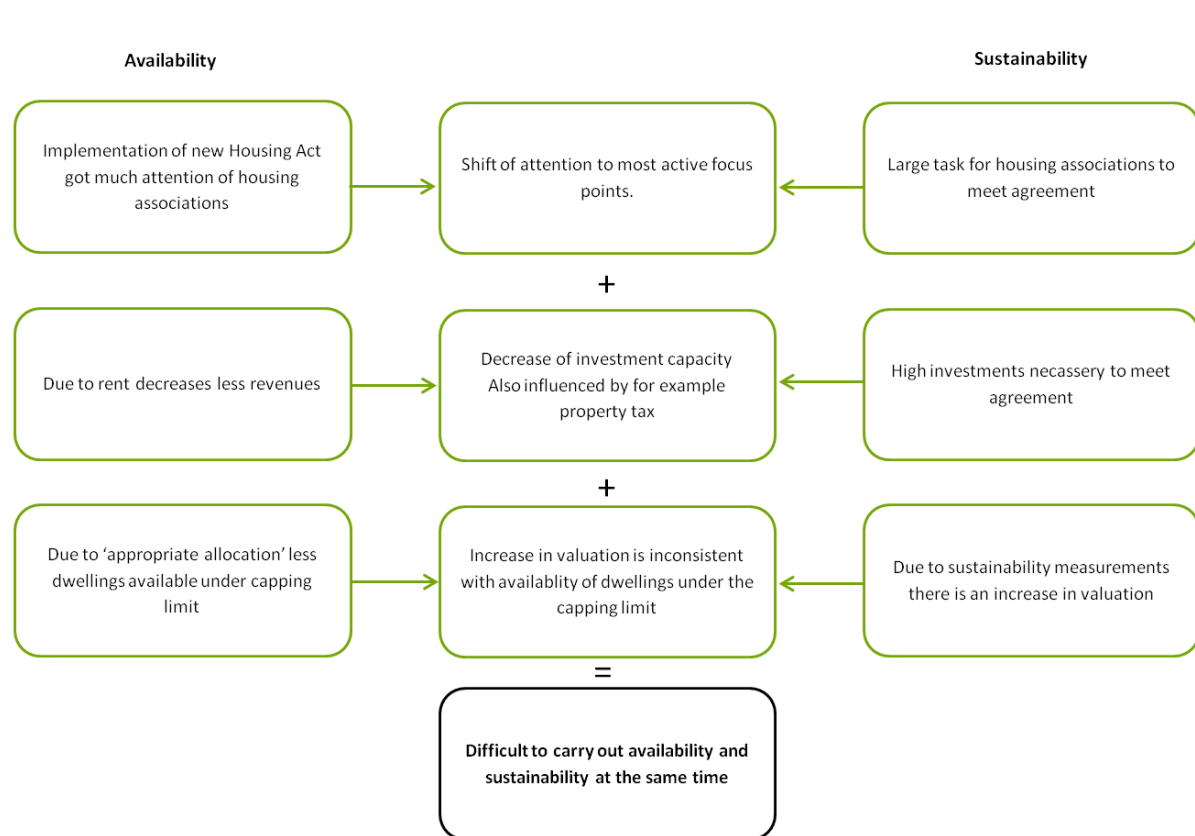 Availability
Sustainability
Implementation of new Housing Act
got much attention of housing
associations
Shift of attention to most active focus
points.
Large task for housing associations to
meet agreement
+
Due to rent decreases less revenues
Decrease of investment capacity
Also influenced by for example
property tax
High investments necassery to meet
agreement
+
Due to ‘appropriate allocation’ less
dwellings available under capping
limit
Increase in valuation is inconsistent
with availablity of dwellings under the
capping limit
Due to sustainability measurements
there is an increase in valuation
=
Difficult to carry out availability and
sustainability at the same time